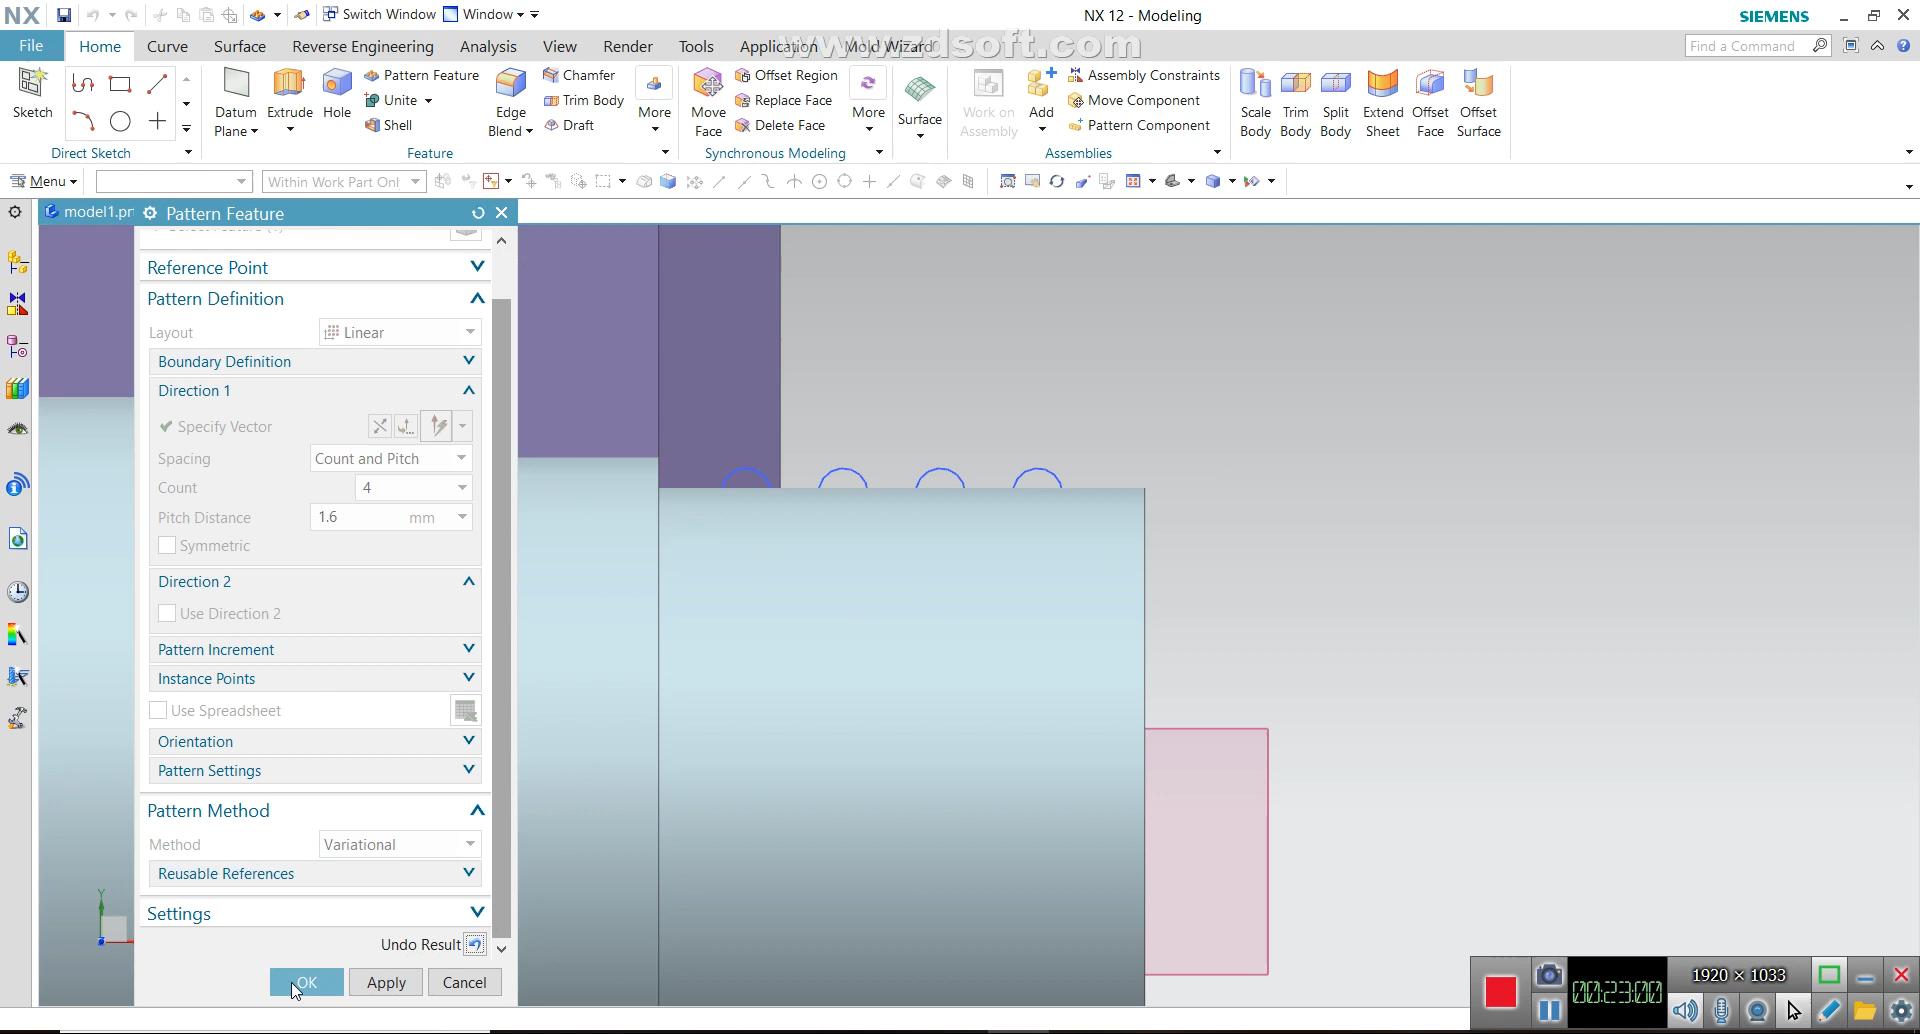 NX Switch Window Window NX 12 - Modeling SIEMENS
www.zdsoft.com
File Home Curve Surface Reverse Engineering Analysis View Render Tools Application Mold Wizard Find a Command
Sketch
Direct Sketch
Datum Plane
Extrude
Hole
Pattern Feature
Unite
Shell
Edge Blend
Chamfer
Trim Body
Draft
More
Feature
Move Face
Offset Region
Replace Face
Delete Face
More
Synchronous Modeling
Surface
Work on Assembly
Add
Assembly Constraints
Move Component
Pattern Component
Assemblies
Scale Body
Trim Body
Split Body
Extend Sheet
Offset Face
Offset Surface
Menu Within Work Part Onl
model1.prt Pattern Feature
Reference Point
Pattern Definition
Layout Linear
Boundary Definition
Direction 1
Specify Vector
Spacing Count and Pitch
Count 4
Pitch Distance 1.6 mm
Symmetric
Direction 2
Use Direction 2
Pattern Increment
Instance Points
Use Spreadsheet
Orientation
Pattern Settings
Pattern Method
Method Variational
Reusable References
Settings
Undo Result
OK Apply Cancel
Y
00:23:00 1920 × 1033